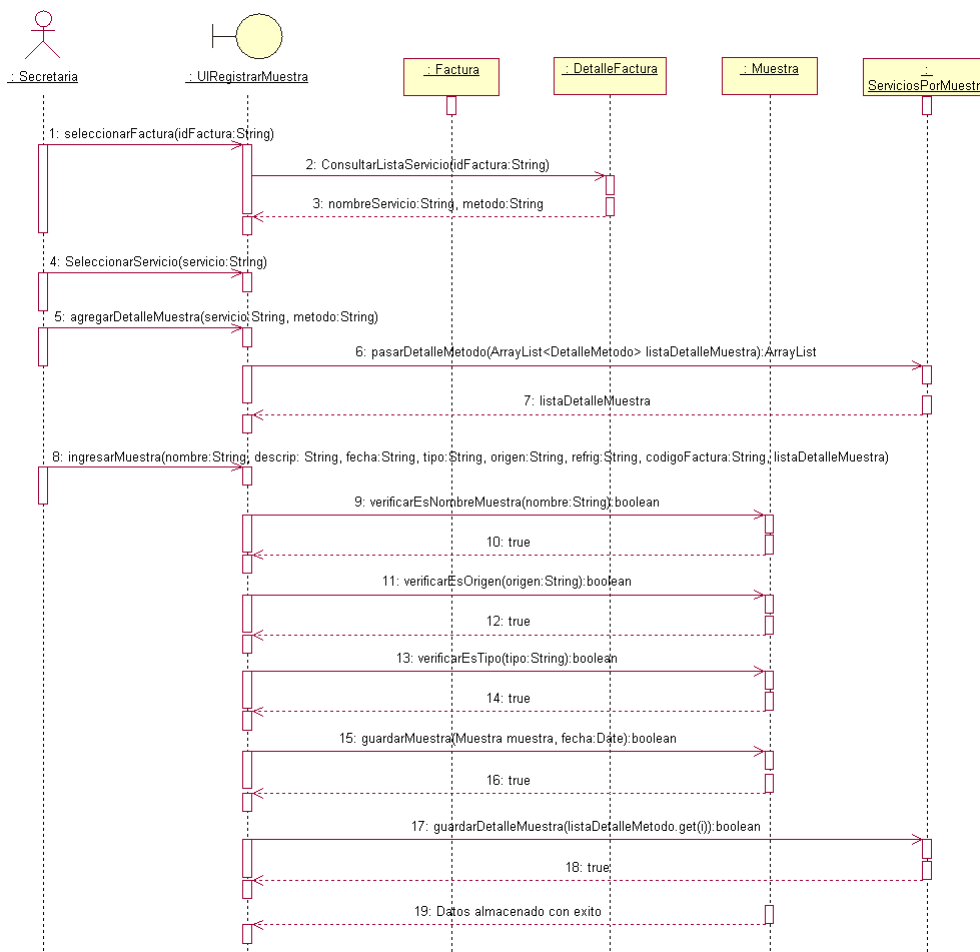 : Secretaria
: UIRegistrarMuestra
: Factura
: DetalleFactura
: Muestra
:
ServiciosPorMuestr
1: seleccionarFactura(idFactura:String)
2: ConsultarListaServicio(idFactura:String)
3: nombreServicio:String, metodo:String
4: SeleccionarServicio(servicio:String)
5: agregarDetalleMuestra(servicio:String, metodo:String)
6: pasarDetalleMetodo(ArrayList<DetalleMetodo> listaDetalleMuestra):ArrayList
7: listaDetalleMuestra
8: ingresarMuestra(nombre:String, descrip: String, fecha:String, tipo:String, origen:String, refrig:String, codigoFactura:String, listaDetalleMuestra)
9: verificarEsNombreMuestra(nombre:String):boolean
10: true
11: verificarEsOrigen(origen:String):boolean
12: true
13: verificarEsTipo(tipo:String):boolean
14: true
15: guardarMuestra(Muestra muestra, fecha:Date):boolean
16: true
17: guardarDetalleMuestra(listaDetalleMetodo.get(i)):boolean
18: true
19: Datos almacenado con exito